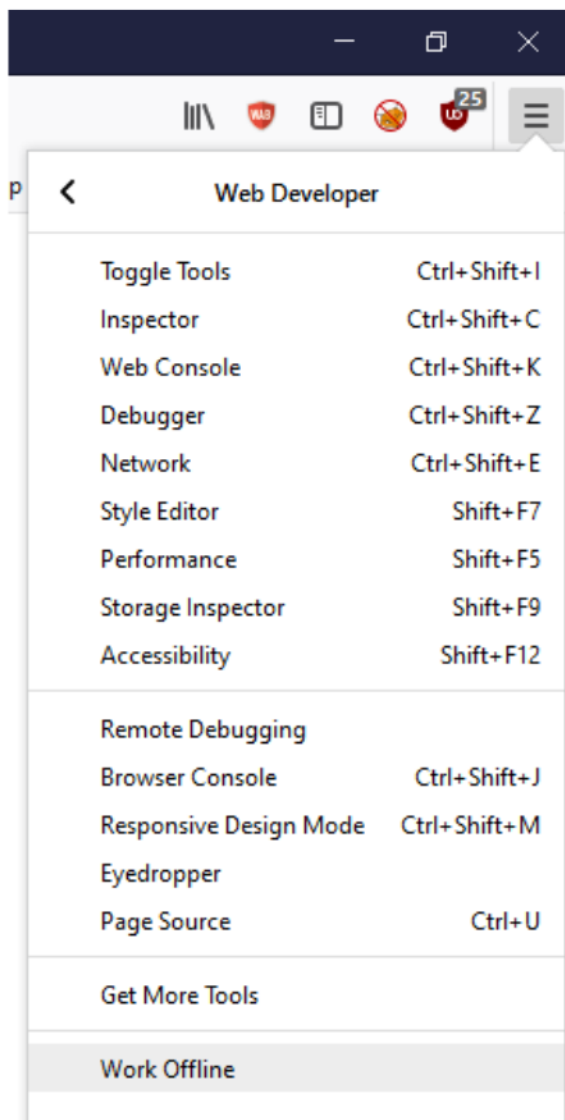 WAB
UO 25
p
Web Developer
Toggle Tools Ctrl+Shift+I
Inspector Ctrl+Shift+C
Web Console Ctrl+Shift+K
Debugger Ctrl+Shift+Z
Network Ctrl+Shift+E
Style Editor Shift+F7
Performance Shift+F5
Storage Inspector Shift+F9
Accessibility Shift+F12
Remote Debugging
Browser Console Ctrl+Shift+J
Responsive Design Mode Ctrl+Shift+M
Eyedropper
Page Source Ctrl+U
Get More Tools
Work Offline